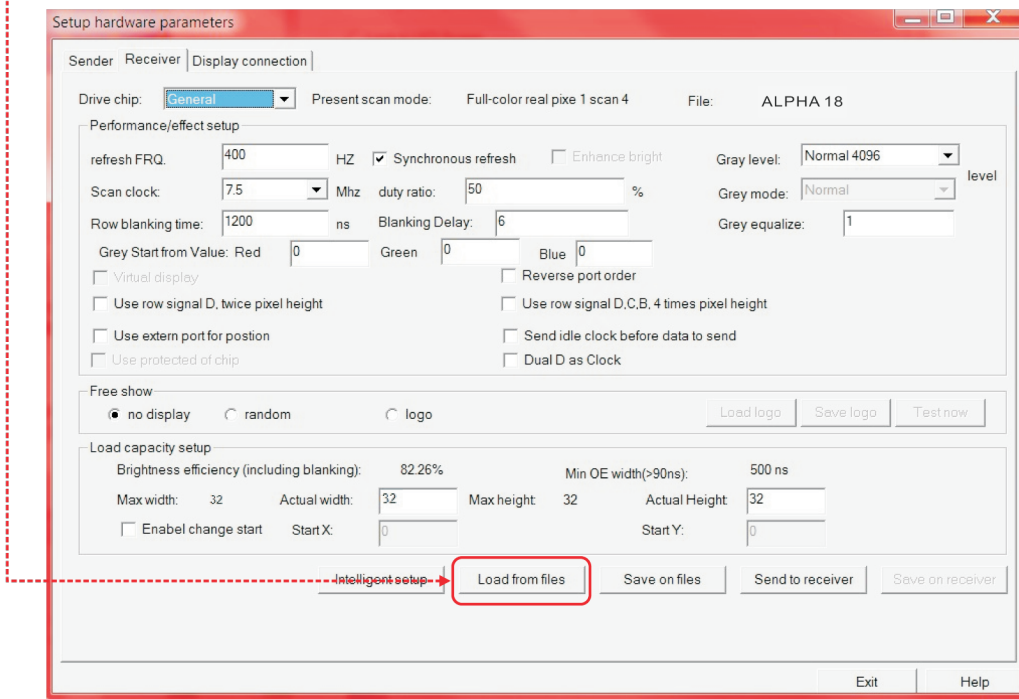 Setup hardware parameters
Sender Receiver Display connection
Drive chip: General Present scan mode: Full-color real pixe 1 scan 4 File: ALPHA 18
Performance/effect setup
refresh FRQ. 400 HZ Synchronous refresh Enhance bright Gray level: Normal 4096 level
Scan clock: 7.5 Mhz duty ratio: 50 % Grey mode: Normal
Row blanking time: 1200 ns Blanking Delay: 6 Grey equalize: 1
Grey Start from Value: Red 0 Green 0 Blue 0
Virtual display Reverse port order
Use row signal D, twice pixel height Use row signal D,C,B, 4 times pixel height
Use extern port for postion Send idle clock before data to send
Use protected of chip Dual D as Clock
Free show
no display random logo Load logo Save logo Test now
Load capacity setup
Brightness efficiency (including blanking): 82.26% Min OE width(>90ns): 500 ns
Max width: 32 Actual width: 32 Max height: 32 Actual Height: 32
Enabel change start Start X: 0 Start Y: 0
Intelligent setup Load from files Save on files Send to receiver Save on receiver
Exit Help